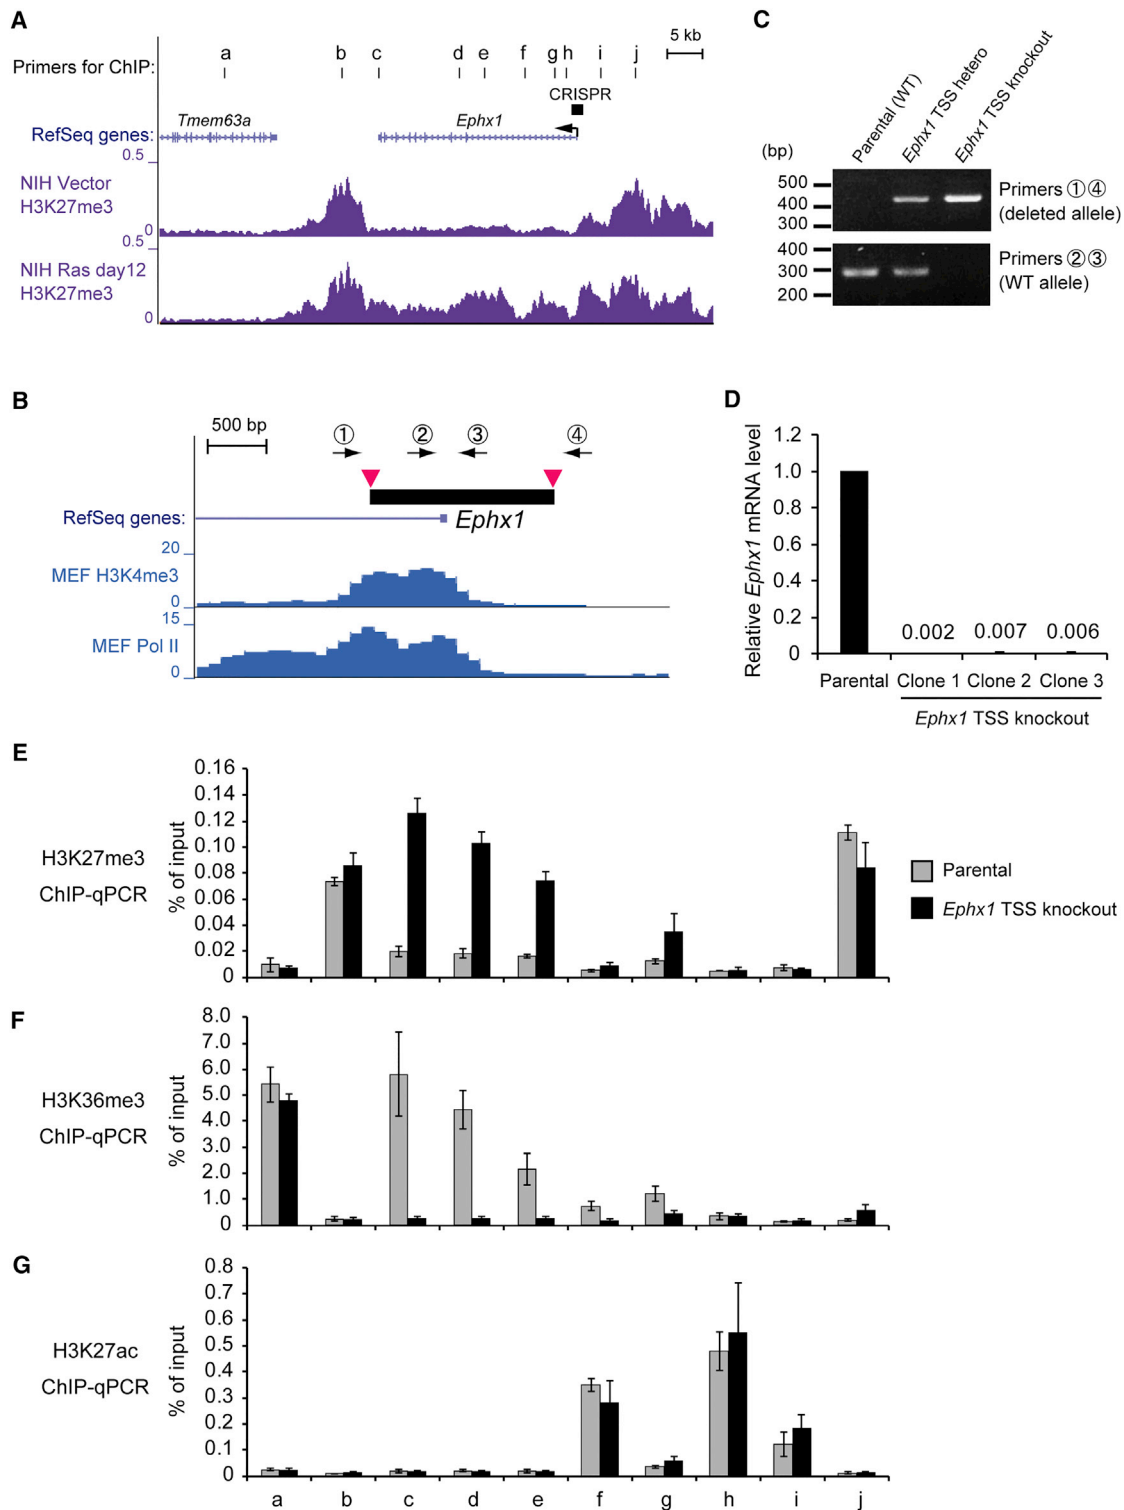 A
Primers for ChIP:
a b c d e f g h i j
5 kb
CRISPR
RefSeq genes:
Tmem63a
Ephx1
0.5
NIH Vector
H3K27me3
0
0.5
NIH Ras day12
H3K27me3
0
C
Parental (WT)
Ephx1 TSS hetero
Ephx1 TSS knockout
(bp)
500
400
300
Primers ①④
(deleted allele)
400
300
200
Primers ②③
(WT allele)
B
500 bp
① ② ③ ④
RefSeq genes:
Ephx1
20
MEF H3K4me3
0
15
MEF Pol II
0
D
Relative Ephx1 mRNA level
1.2
1.0
0.8
0.6
0.4
0.2
0
0.002 0.007 0.006
Parental Clone 1 Clone 2 Clone 3
Ephx1 TSS knockout
E
H3K27me3
ChIP-qPCR
% of input
0.16
0.14
0.12
0.10
0.08
0.06
0.04
0.02
0
Parental
Ephx1 TSS knockout
F
H3K36me3
ChIP-qPCR
% of input
8.0
7.0
6.0
5.0
4.0
3.0
2.0
1.0
0
G
H3K27ac
ChIP-qPCR
% of input
0.8
0.7
0.6
0.5
0.4
0.3
0.2
0.1
0
a b c d e f g h i j